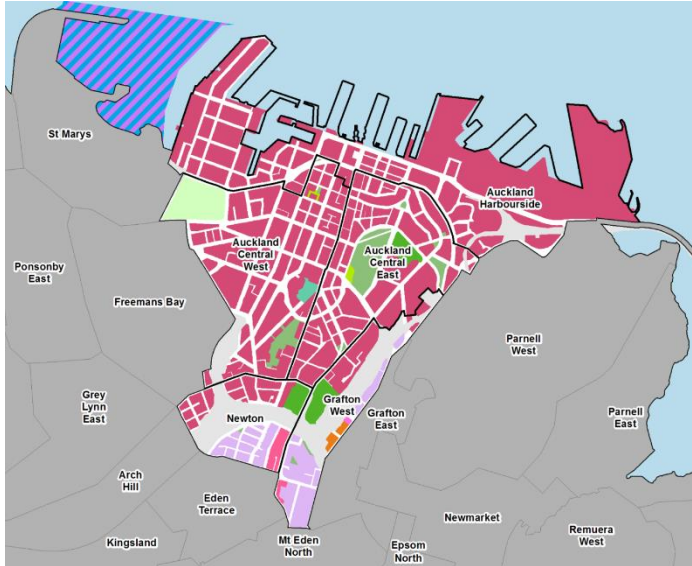 St Marys
Auckland
Harbourside
Auckland
Central
West
Auckland
Central
East
Ponsonby
East
Freemans Bay
Parnell
West
Grey
Lynn
East
Newton
Grafton
West
Grafton
East
Parnell
East
Arch
Hill
Eden
Terrace
Newmarket
Remuera
West
Kingsland
Mt Eden
North
Epsom
North